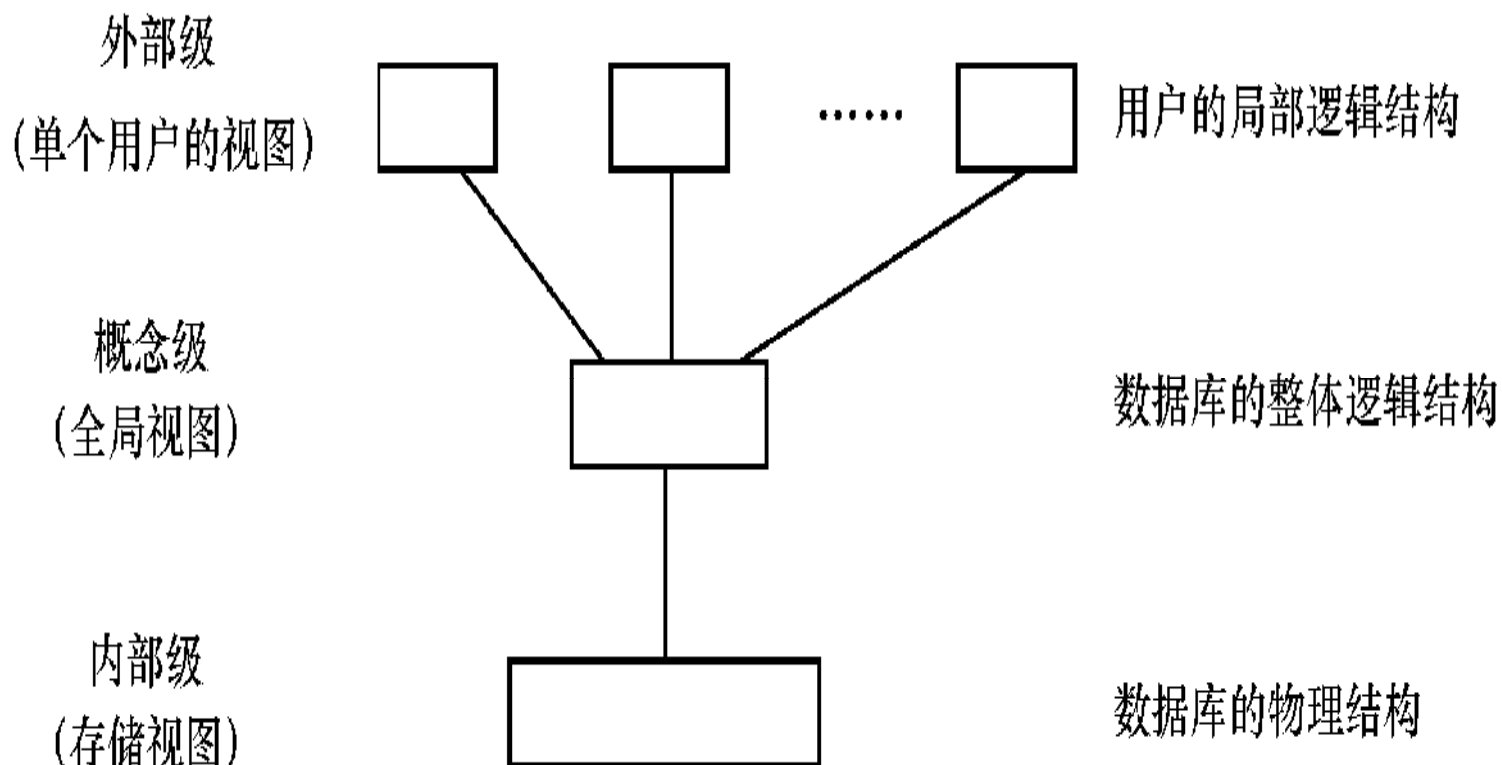 外部级
(单个用户的视图)
……
用户的局部逻辑结构
概念级
(全局视图)
数据库的整体逻辑结构
内部级
(存储视图)
数据库的物理结构